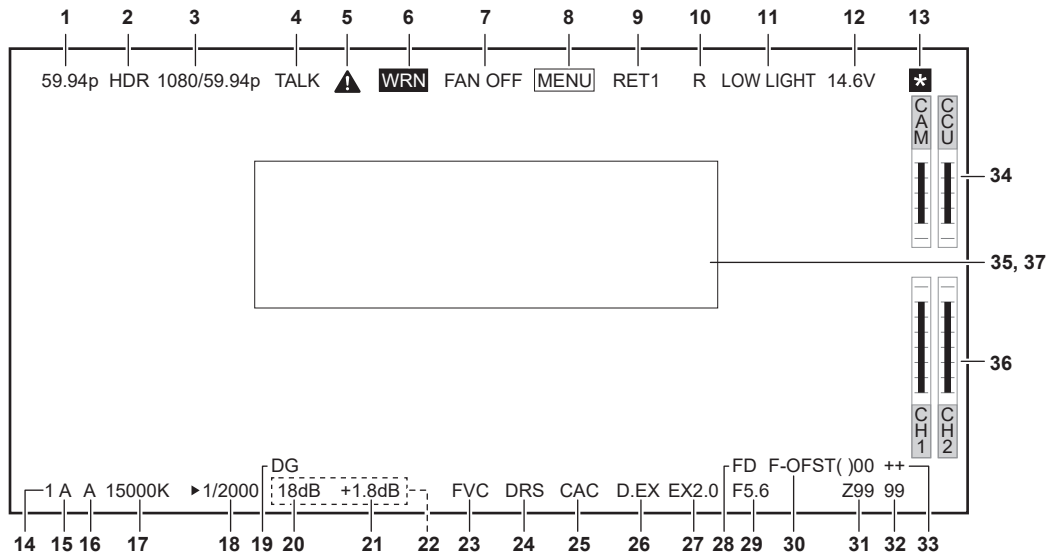 1 2 3 4 5 6 7 8 9 10 11 12 13
59.94p HDR 1080/59.94p TALK WRN FAN OFF MENU RET1 R LOW LIGHT 14.6V *
CAM CCU
34
35, 37
36
CH1 CH2
DG FD F-OFST( )00 ++
1 A A 15000K ▶1/2000 18dB +1.8dB FVC DRS CAC D.EX EX2.0 F5.6 Z99 99
14 15 16 17 18 19 20 21 22 23 24 25 26 27 28 29 30 31 32 33